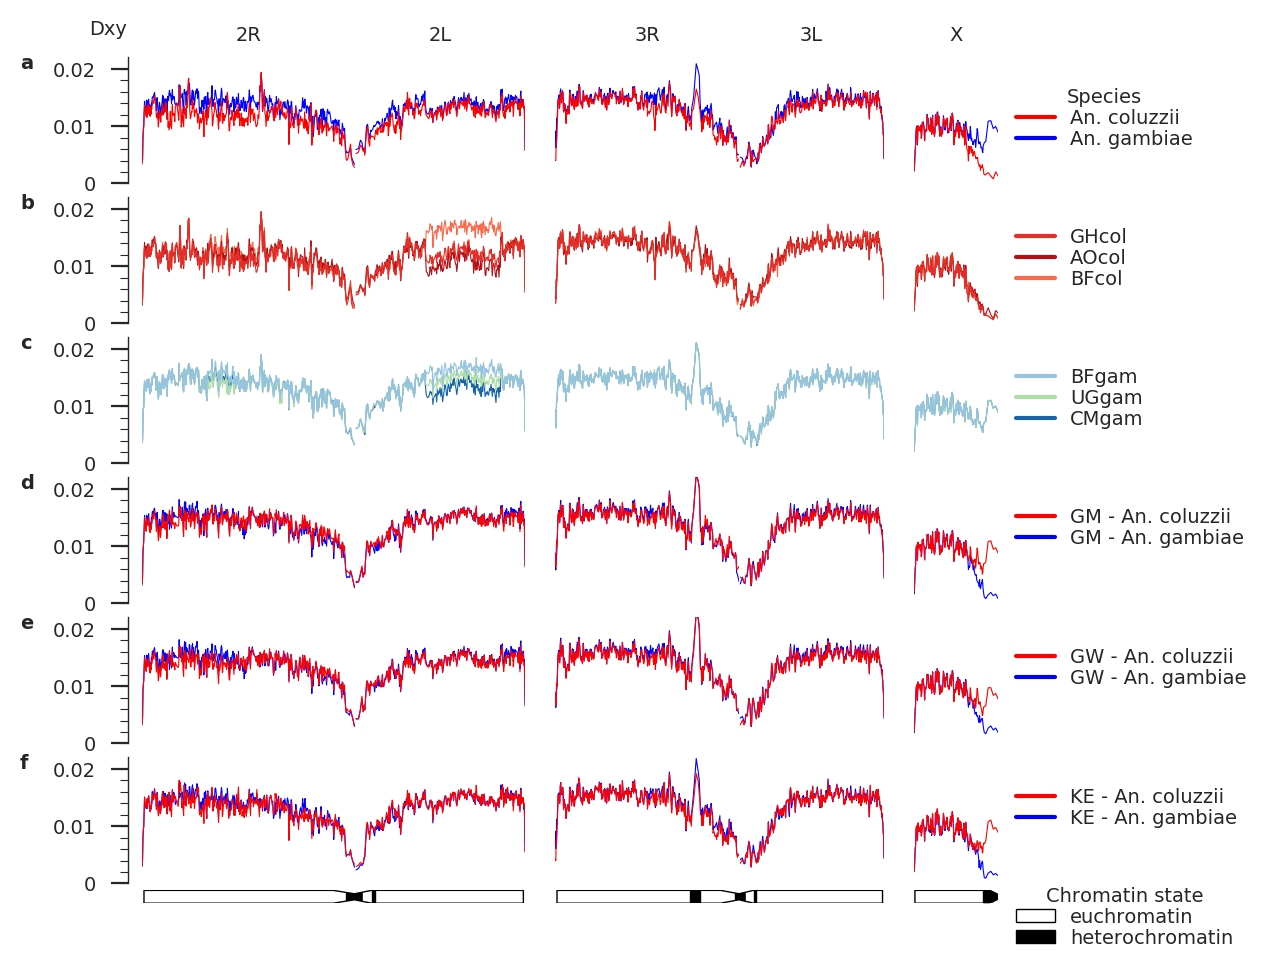 Dxy 2R 2L 3R 3L X
a
0.02
0.01
0
Species
An. coluzzii
An. gambiae
b
0.02
0.01
0
GHcol
AOcol
BFcol
c
0.02
0.01
0
BFgam
UGgam
CMgam
d
0.02
0.01
0
GM - An. coluzzii
GM - An. gambiae
e
0.02
0.01
0
GW - An. coluzzii
GW - An. gambiae
f
0.02
0.01
0
KE - An. coluzzii
KE - An. gambiae
Chromatin state
euchromatin
heterochromatin